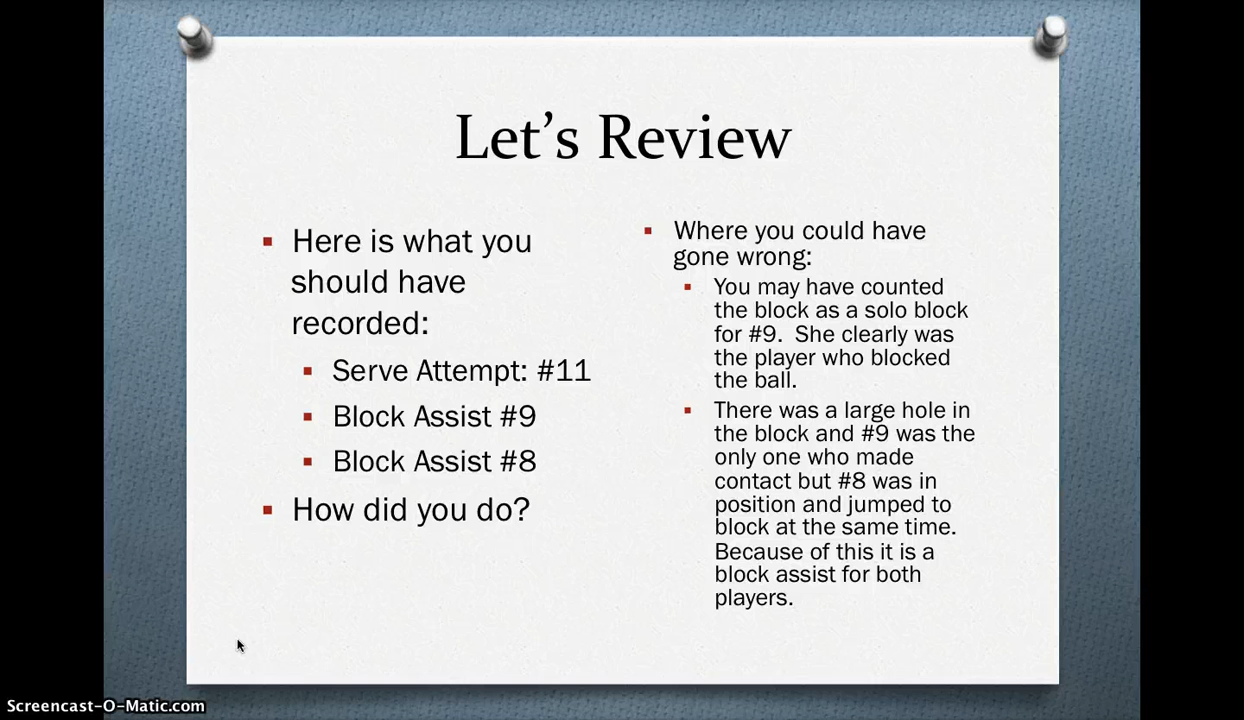 Let's Review
Here is what you
should have
recorded:
Serve Attempt: #11
Block Assist #9
Block Assist #8
How did you do?
Where you could have
gone wrong:
You may have counted
the block as a solo block
for #9.  She clearly was
the player who blocked
the ball.
There was a large hole in
the block and #9 was the
only one who made
contact but #8 was in
position and jumped to
block at the same time.
Because of this it is a
block assist for both
players.
Screencast-O-Matic.com